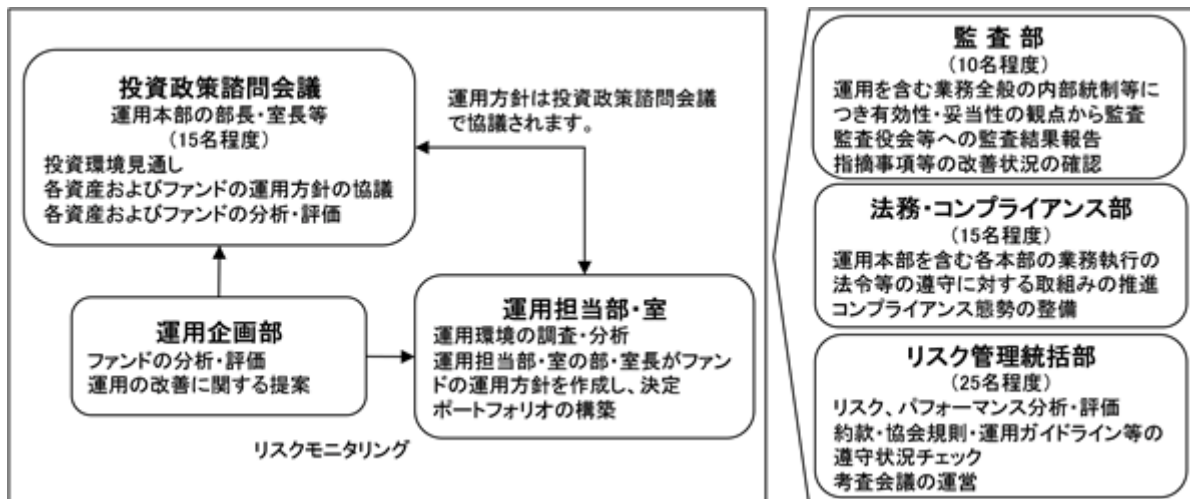 投資政策諮問会議
運用本部の部長・室長等
(15名程度)
投資環境見通し
各資産およびファンドの運用方針の協議
各資産およびファンドの分析・評価
運用方針は投資政策諮問会議
で協議されます。
運用企画部
ファンドの分析・評価
運用の改善に関する提案
運用担当部・室
運用環境の調査・分析
運用担当部・室の部・室長がファン
ドの運用方針を作成し、決定
ポートフォリオの構築
リスクモニタリング
監査部
(10名程度)
運用を含む業務全般の内部統制等に
つき有効性・妥当性の観点から監査
監査役会等への監査結果報告
指摘事項等の改善状況の確認
法務・コンプライアンス部
(15名程度)
運用本部を含む各本部の業務執行の
法令等の遵守に対する取組みの推進
コンプライアンス態勢の整備
リスク管理統括部
(25名程度)
リスク、パフォーマンス分析・評価
約款・協会規則・運用ガイドライン等の
遵守状況チェック
考査会議の運営